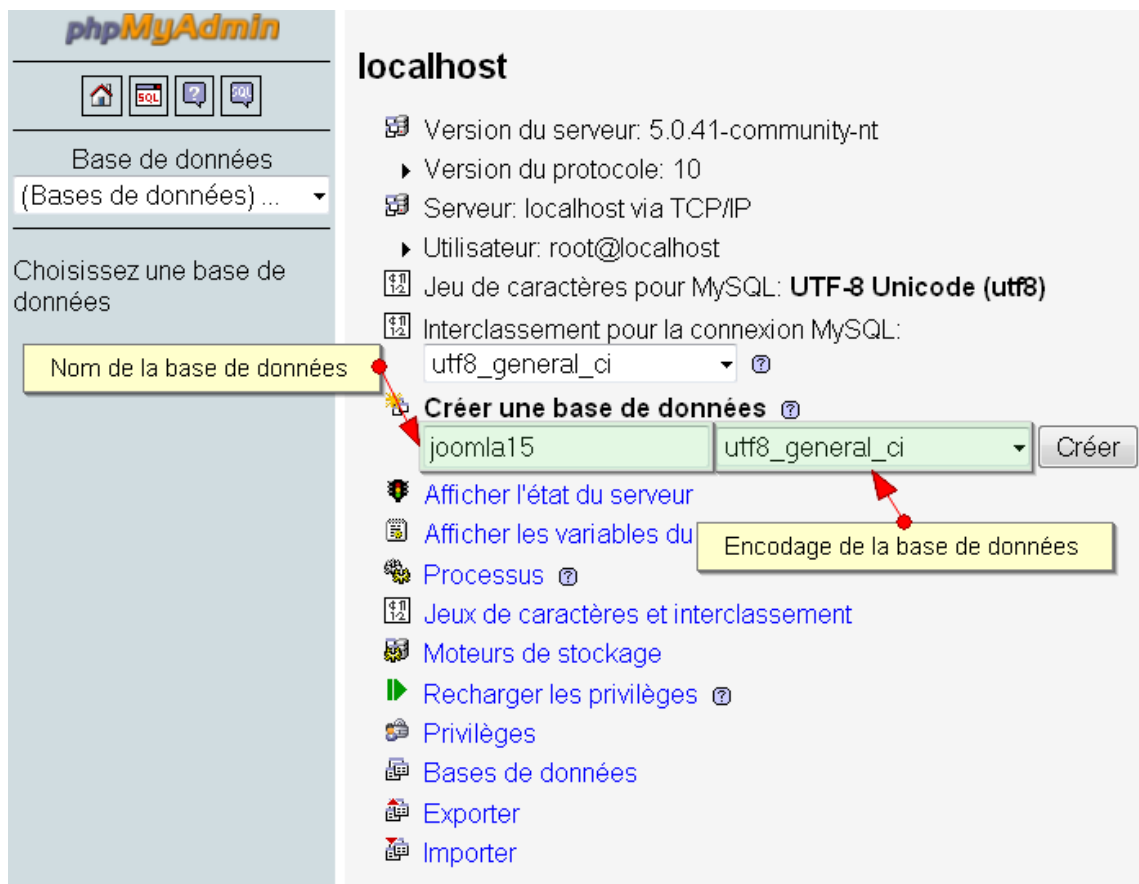 phpMyAdmin
SQL
SQL
Base de données
(Bases de données) ...
Choisissez une base de
données
Nom de la base de données
localhost
Version du serveur: 5.0.41-community-nt
Version du protocole: 10
Serveur: localhost via TCP/IP
Utilisateur: root@localhost
Jeu de caractères pour MySQL: UTF-8 Unicode (utf8)
Interclassement pour la connexion MySQL:
utf8_general_ci
Créer une base de données
joomla15 utf8_general_ci Créer
Afficher l'état du serveur
Afficher les variables du
Encodage de la base de données
Processus
Jeux de caractères et interclassement
Moteurs de stockage
Recharger les privilèges
Privilèges
Bases de données
Exporter
Importer